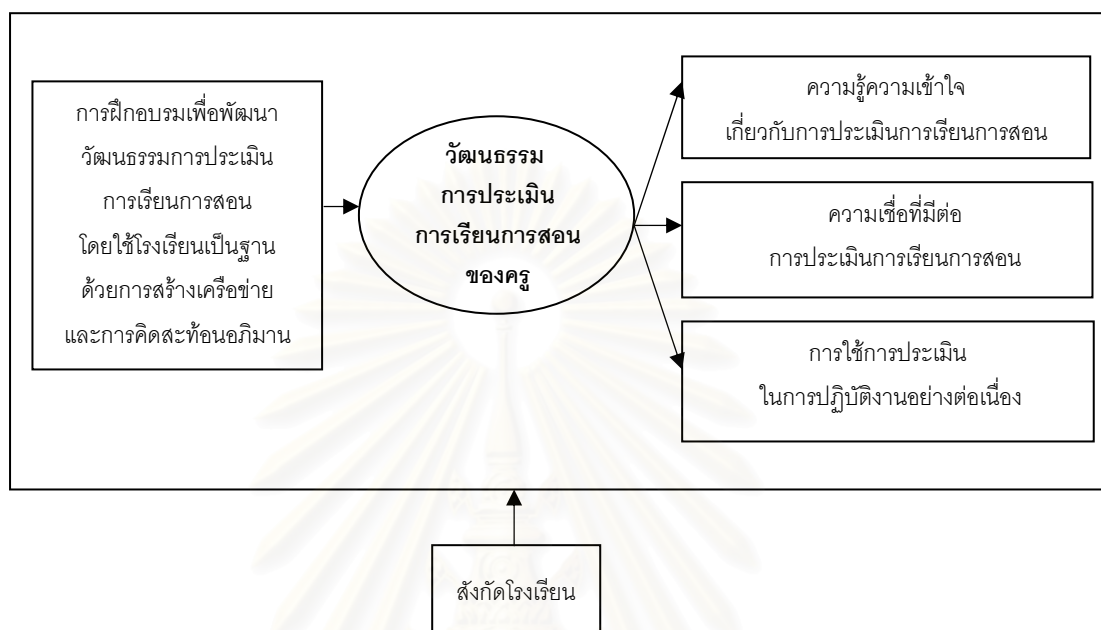 การฝึกอบรมเพื่อพัฒนา
วัฒนธรรมการประเมิน
การเรียนการสอน
โดยใช้โรงเรียนเป็นฐาน
ด้วยการสร้างเครือข่าย
และการคิดสะท้อนอภิมาน
วัฒนธรรม
การประเมิน
การเรียนการสอน
ของครู
ความรู้ความเข้าใจ
เกี่ยวกับการประเมินการเรียนการสอน
ความเชื่อที่มีต่อ
การประเมินการเรียนการสอน
การใช้การประเมิน
ในการปฏิบัติงานอย่างต่อเนื่อง
สังกัดโรงเรียน